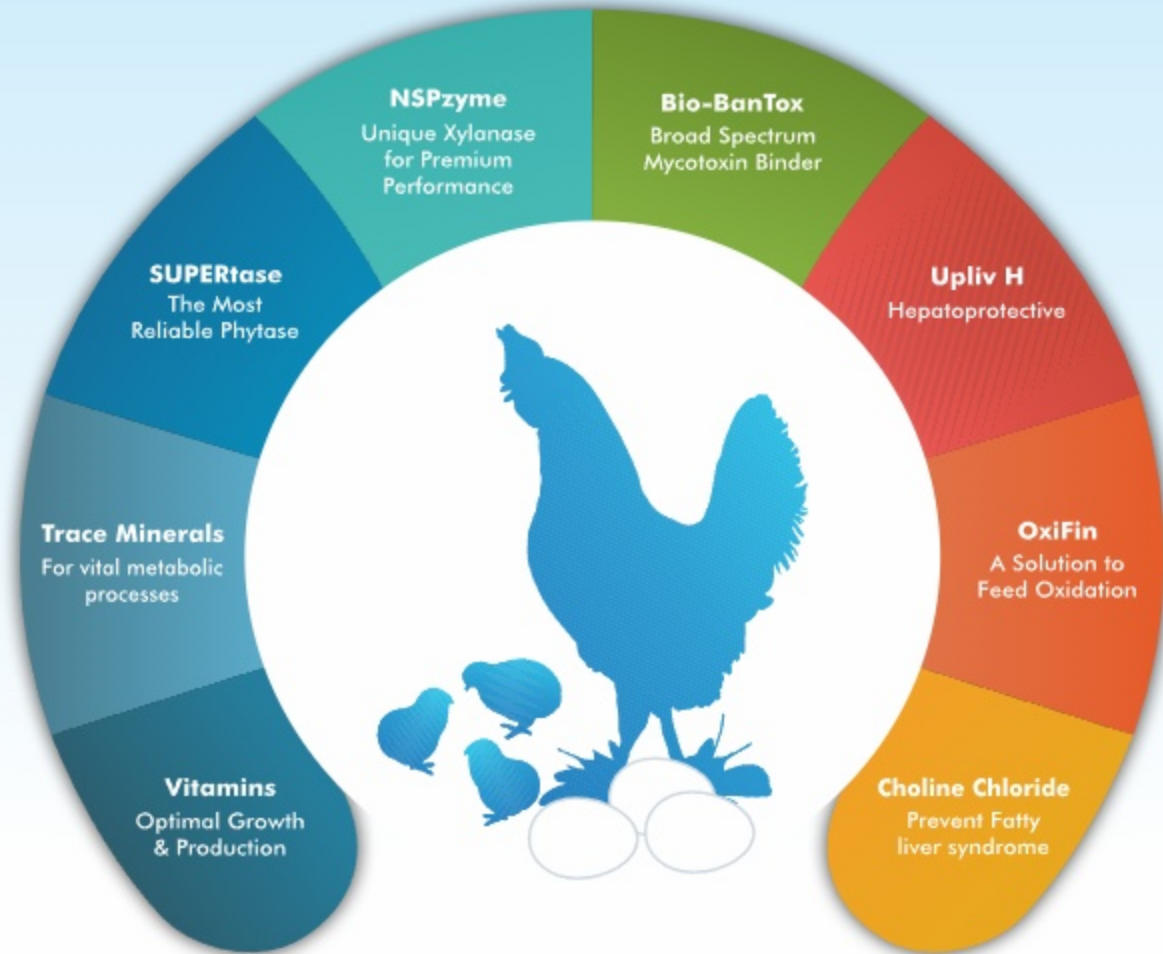 NSPzyme
Unique Xylanase
for Premium
Performance
Bio-BanTox
Broad Spectrum
Mycotoxin Binder
SUPERtase
The Most
Reliable Phytase
Upliv H
Hepatoprotective
Trace Minerals
For vital metabolic
processes
OxiFin
A Solution to
Feed Oxidation
Vitamins
Optimal Growth
& Production
Choline Chloride
Prevent Fatty
liver syndrome